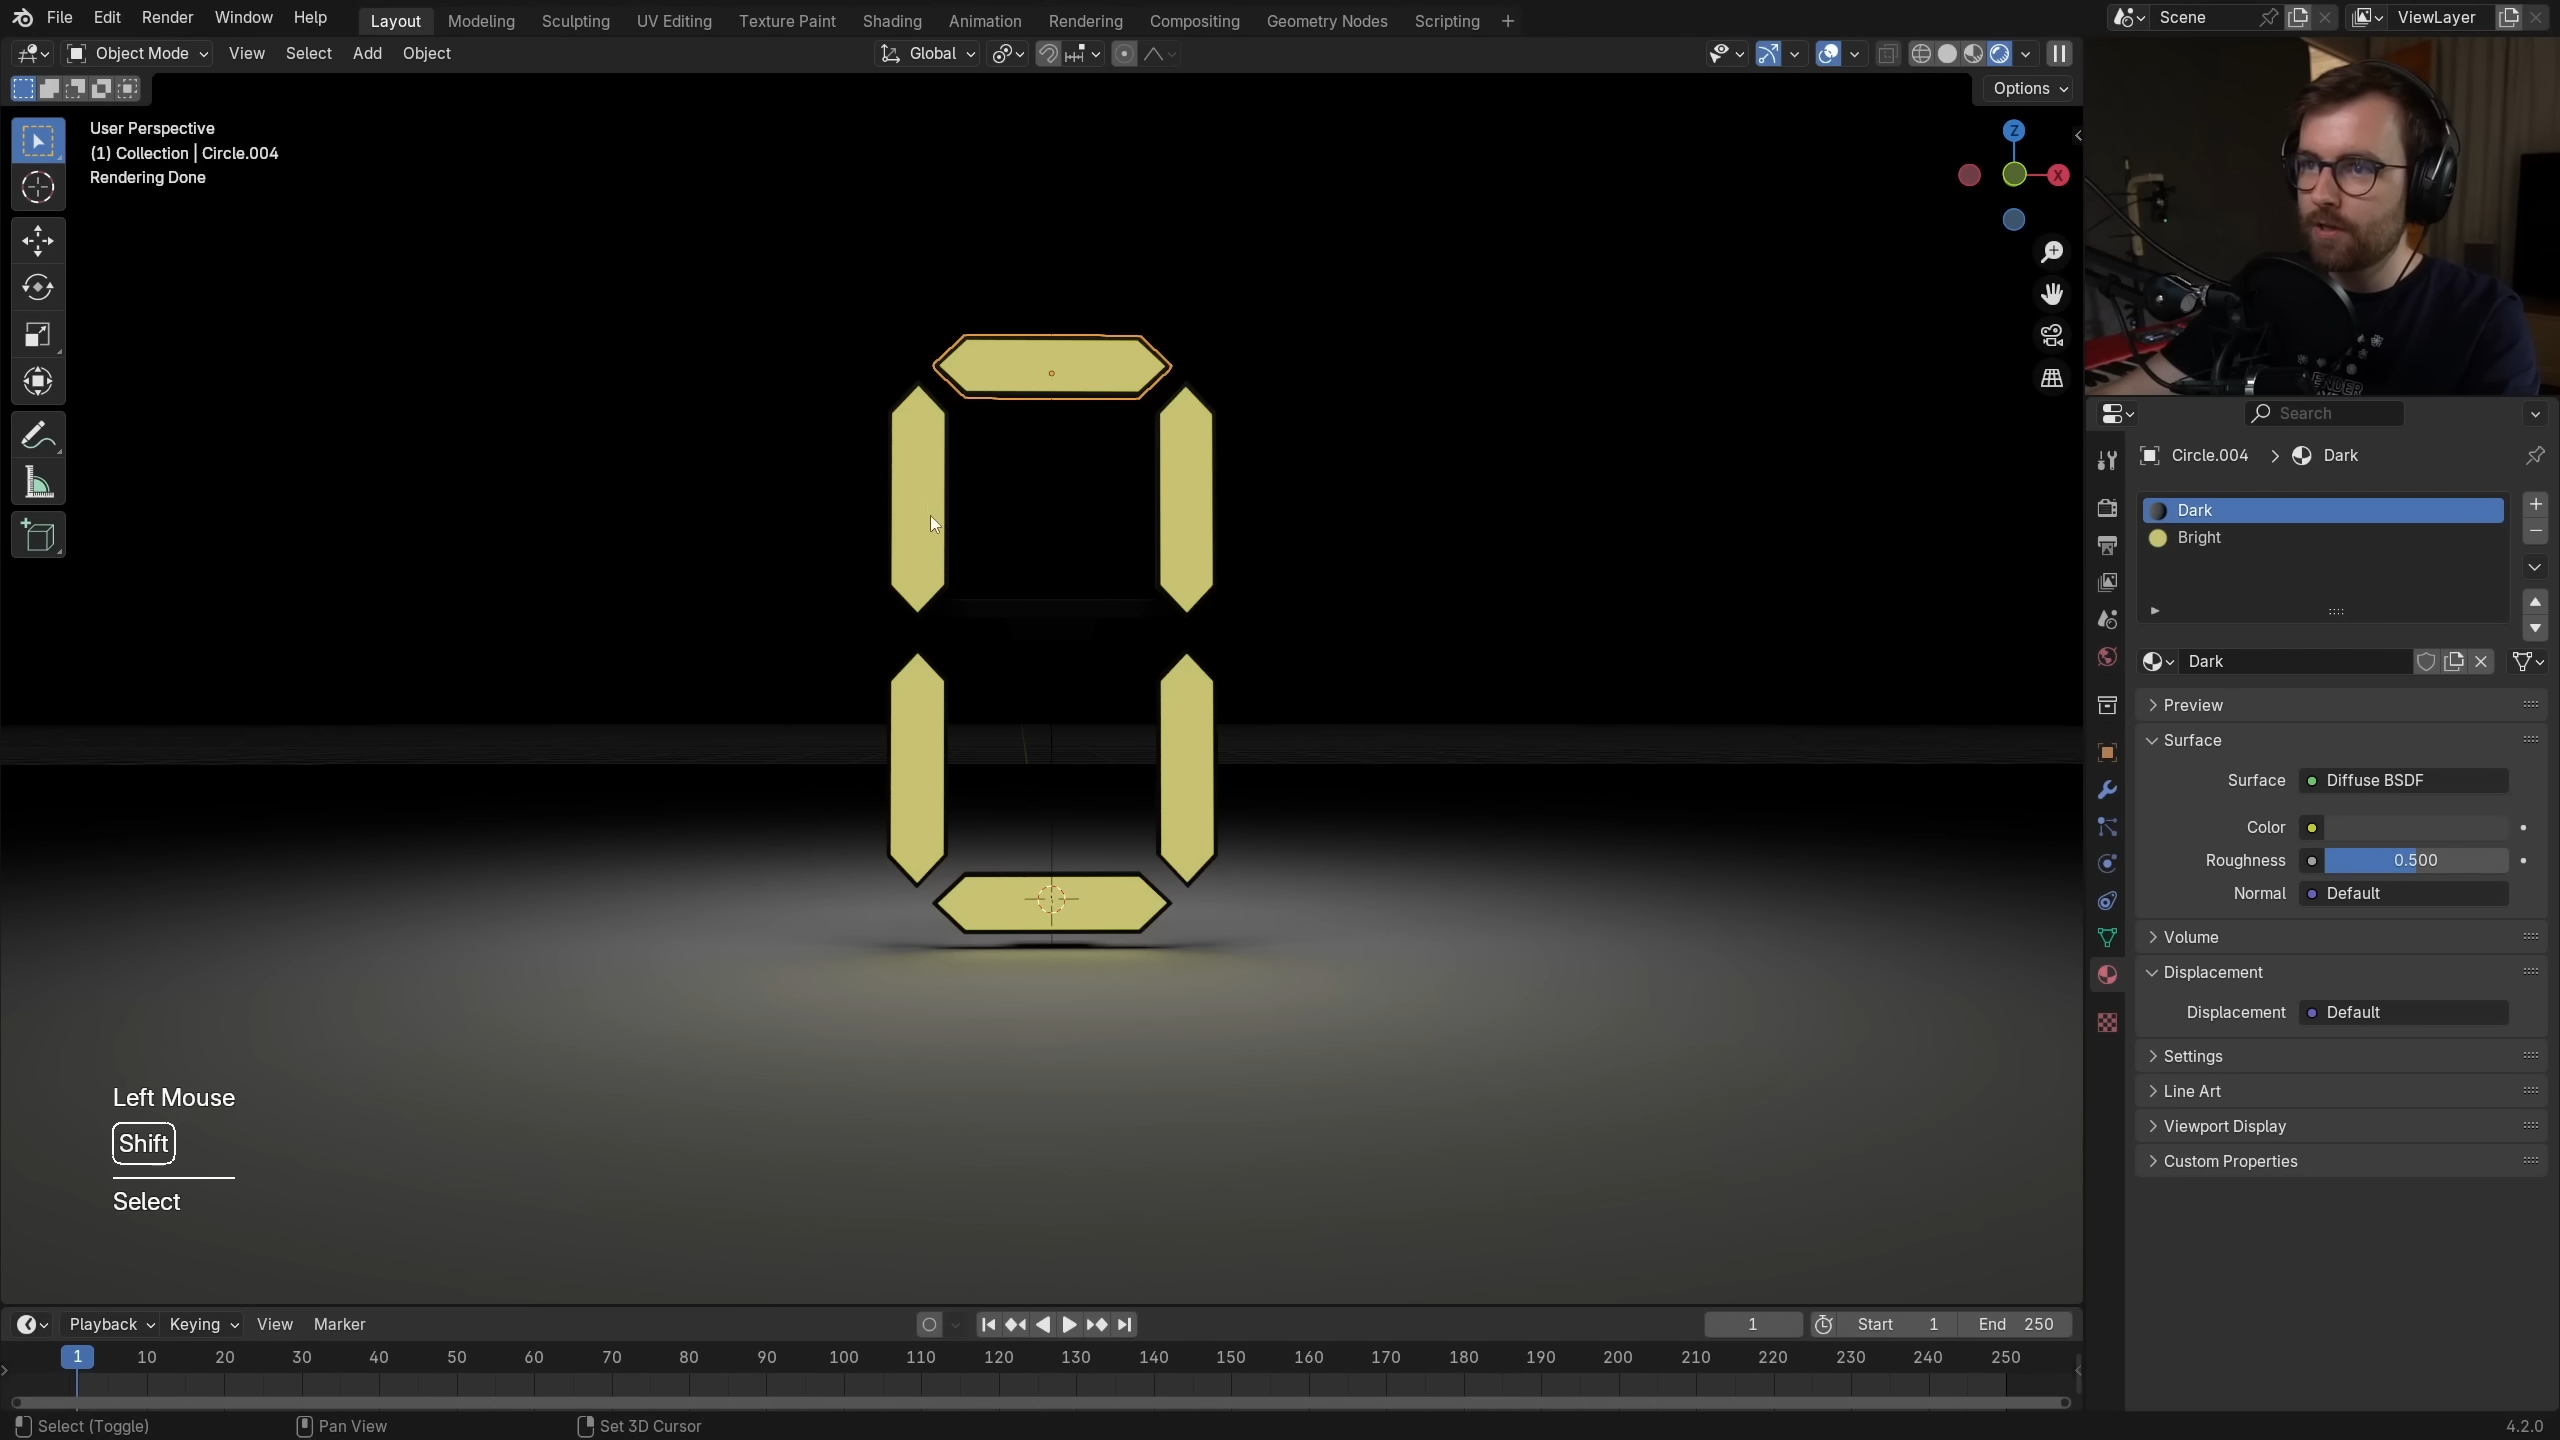 File Edit Render Window Help Layout Modeling Sculpting UV Editing Texture Paint Shading Animation Rendering Compositing Geometry Nodes Scripting + Scene ViewLayer
Object Mode View Select Add Object Global
Options
User Perspective
(1) Collection | Circle.004
Rendering Done
Z
X
Search
Circle.004 > Dark
Dark
Bright
Dark
Preview
Surface
Surface Diffuse BSDF
Color
Roughness 0.500
Normal Default
Volume
Displacement
Displacement Default
Settings
Line Art
Viewport Display
Custom Properties
Left Mouse
Shift
Select
Playback Keying View Marker 1 Start 1 End 250
1 10 20 30 40 50 60 70 80 90 100 110 120 130 140 150 160 170 180 190 200 210 220 230 240 250
Select (Toggle) Pan View Set 3D Cursor 4.2.0